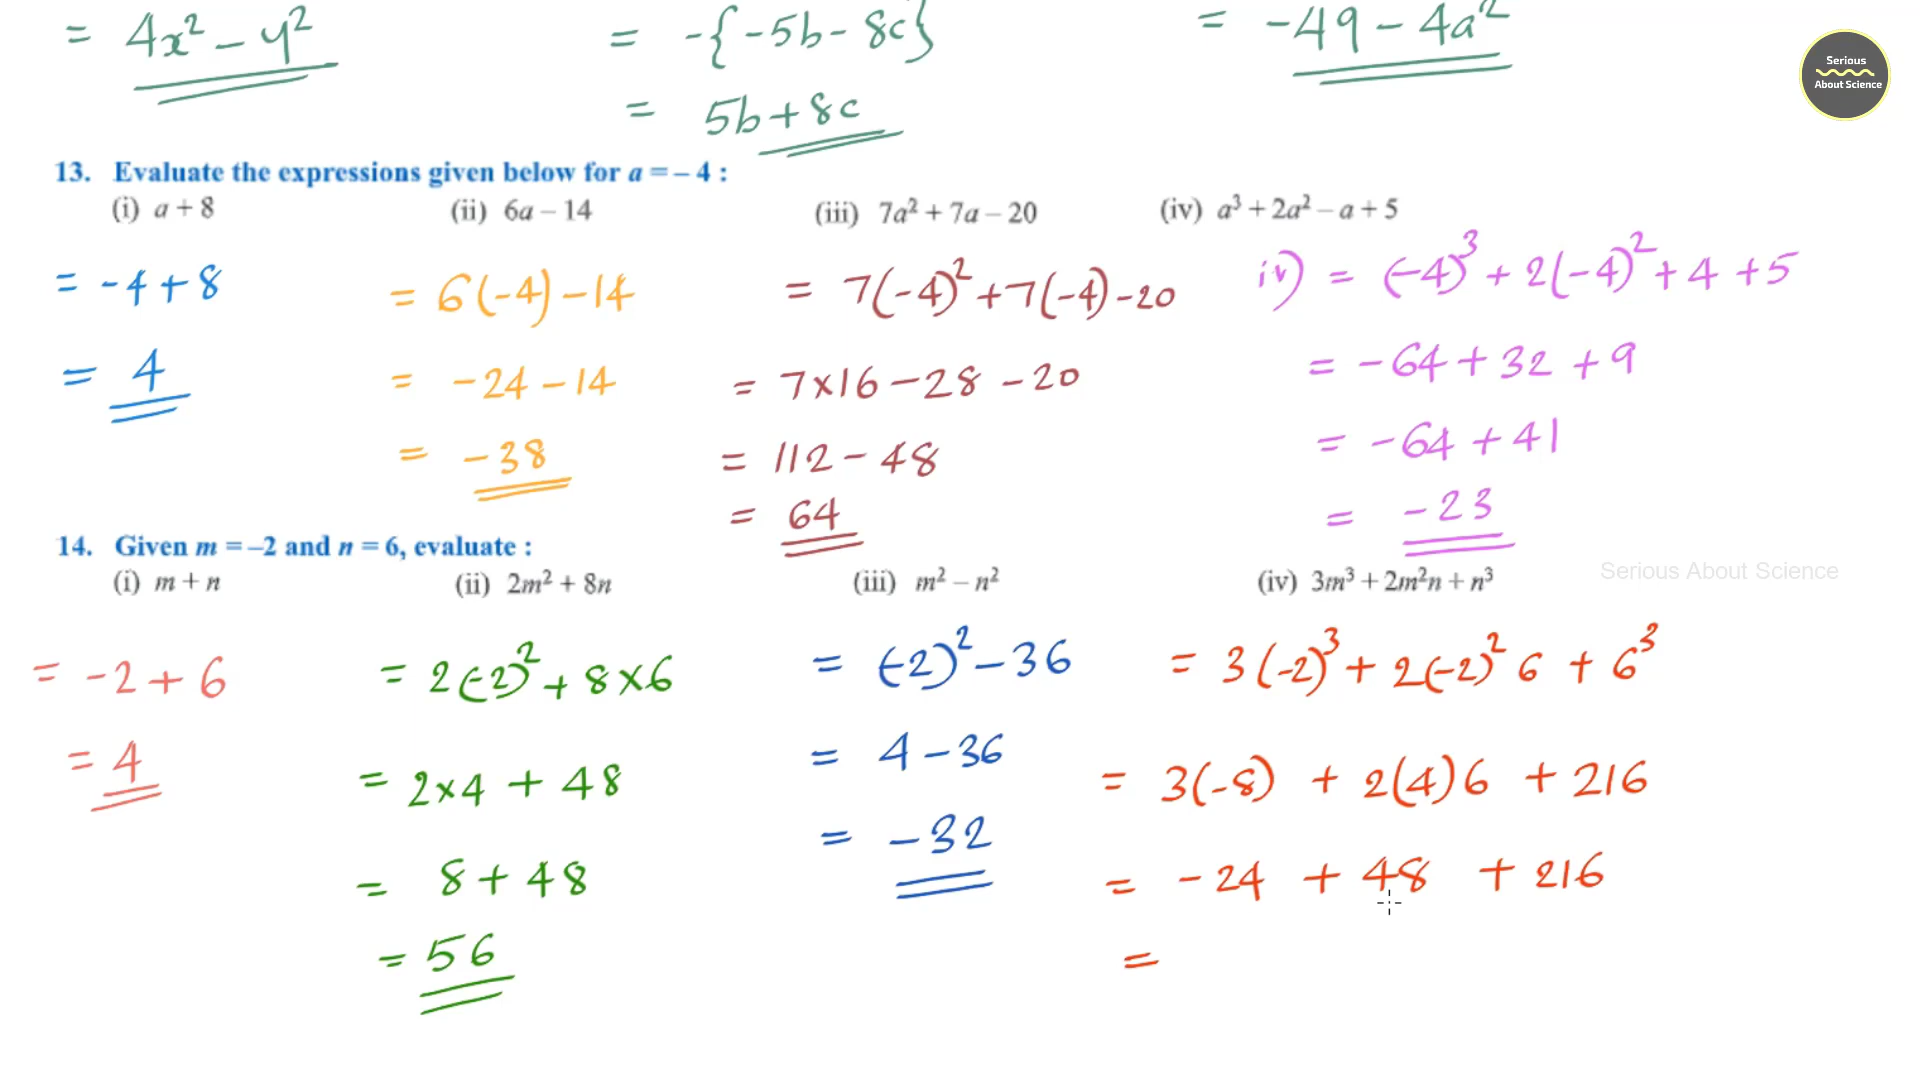 = 4x² – y²
= -{-5b - 8c}
= -49 - 4a²
= 5b + 8c
Serious
About Science
13. Evaluate the expressions given below for a = – 4 :
(i) a + 8
(ii) 6a – 14
(iii) 7a² + 7a – 20
(iv) a³ + 2a² – a + 5
= -4 + 8
= 4
= 6(-4) - 14
= -24 - 14
= -38
= 7(-4)² + 7(-4) - 20
= 7×16 - 28 - 20
= 112 - 48
= 64
iv) = (-4)³ + 2(-4)² + 4 + 5
= -64 + 32 + 9
= -64 + 41
= -23
14. Given m = –2 and n = 6, evaluate :
(i) m + n
(ii) 2m² + 8n
(iii) m² – n²
(iv) 3m³ + 2m²n + n³
Serious About Science
= -2 + 6
= 4
= 2(-2)² + 8×6
= 2×4 + 48
= 8 + 48
= 56
= (-2)² - 36
= 4 - 36
= -32
= 3(-2)³ + 2(-2)² 6 + 6³
= 3(-8) + 2(4)6 + 216
= -24 + 48 + 216
=